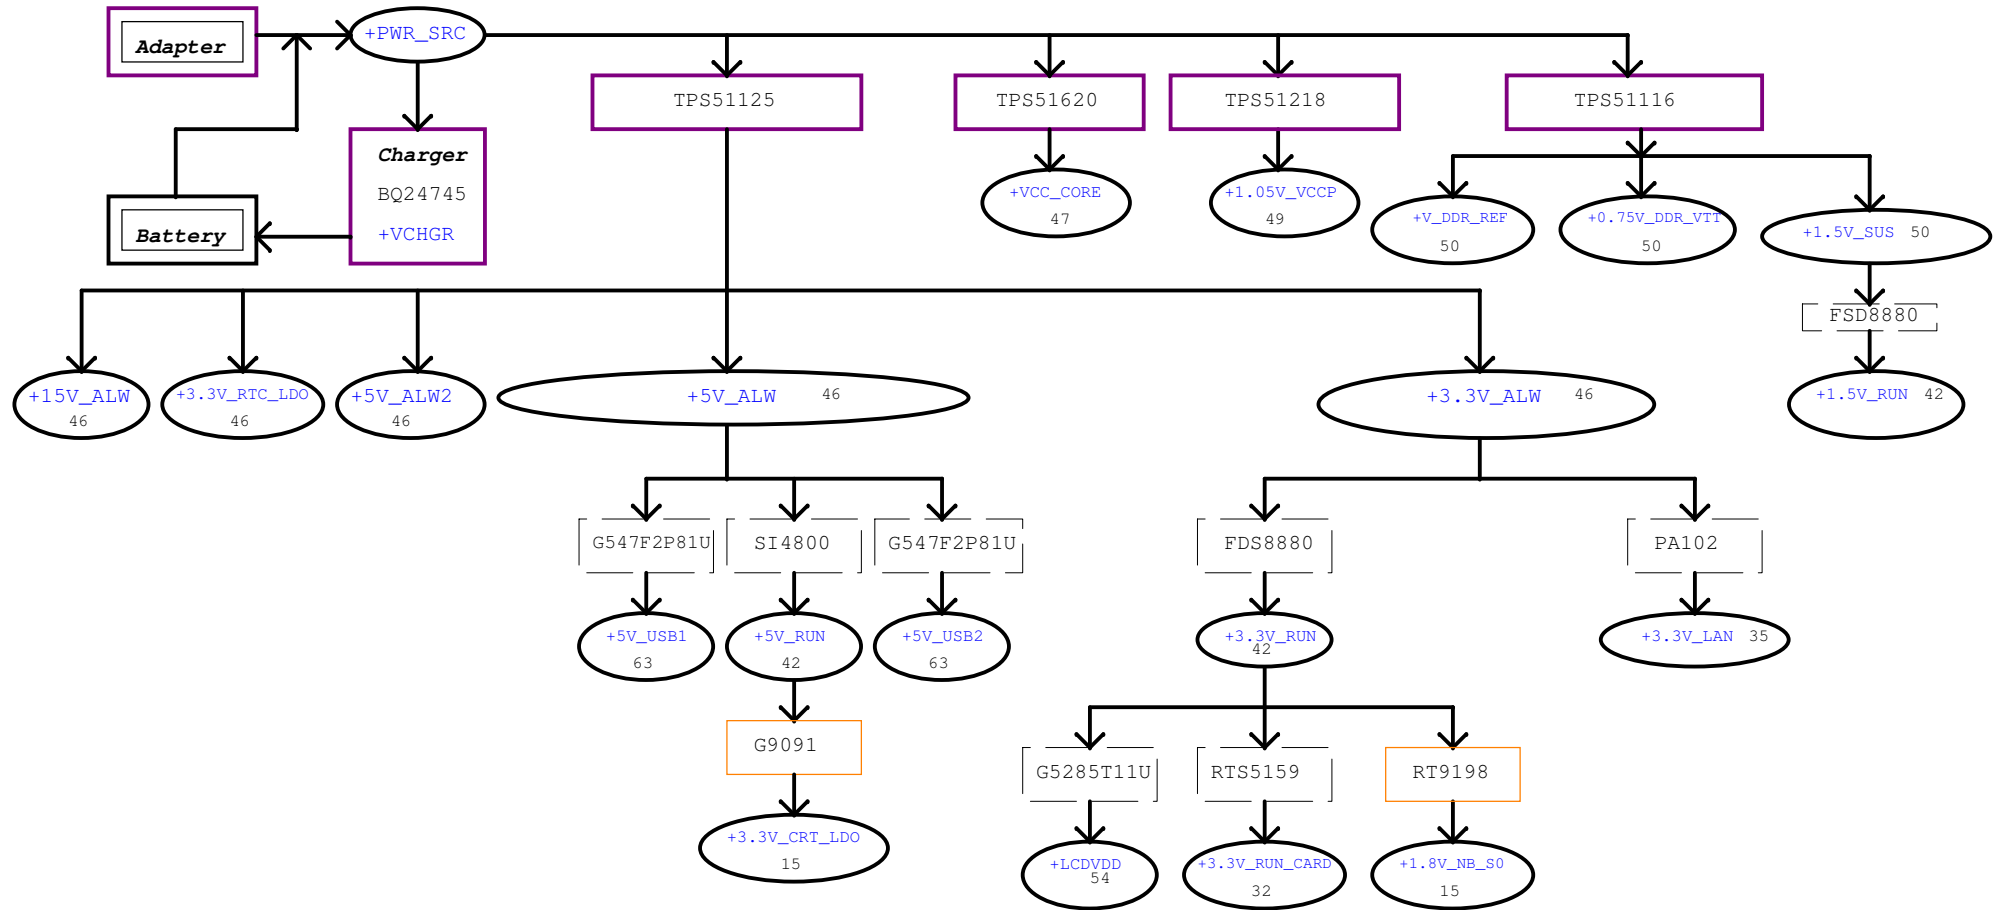 Adapter
+PWR_SRC
TPS51125
TPS51620
TPS51218
TPS51116
Charger
BQ24745
+VCHGR
Battery
+VCC_CORE
47
+1.05V_VCCP
49
+V_DDR_REF
50
+0.75V_DDR_VTT
50
+1.5V_SUS 50
FSD8880
+15V_ALW
46
+3.3V_RTC_LDO
46
+5V_ALW2
46
+5V_ALW 46
+3.3V_ALW 46
+1.5V_RUN 42
G547F2P81U
SI4800
G547F2P81U
FDS8880
PA102
+5V_USB1
63
+5V_RUN
42
+5V_USB2
63
+3.3V_RUN
42
+3.3V_LAN 35
G9091
G5285T11U
RTS5159
RT9198
+3.3V_CRT_LDO
15
+LCDVDD
54
+3.3V_RUN_CARD
32
+1.8V_NB_S0
15